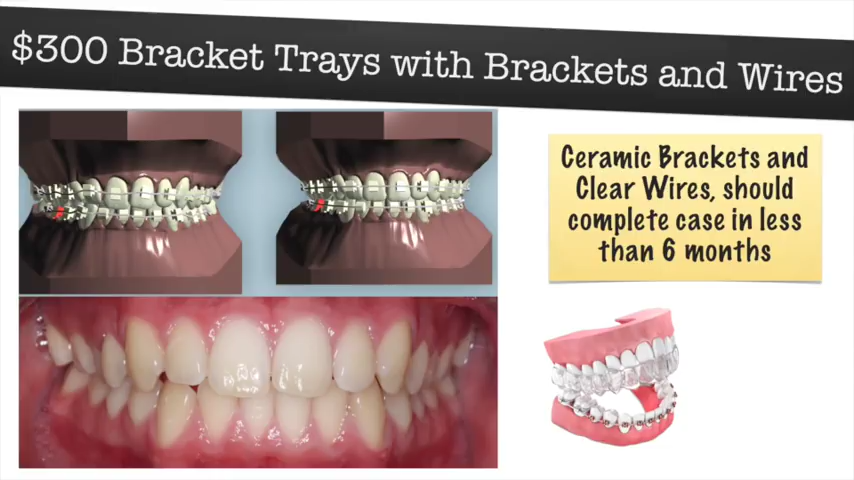 $300 Bracket Trays with Brackets and Wires
Ceramic Brackets and
Clear Wires, should
complete case in less
than 6 months